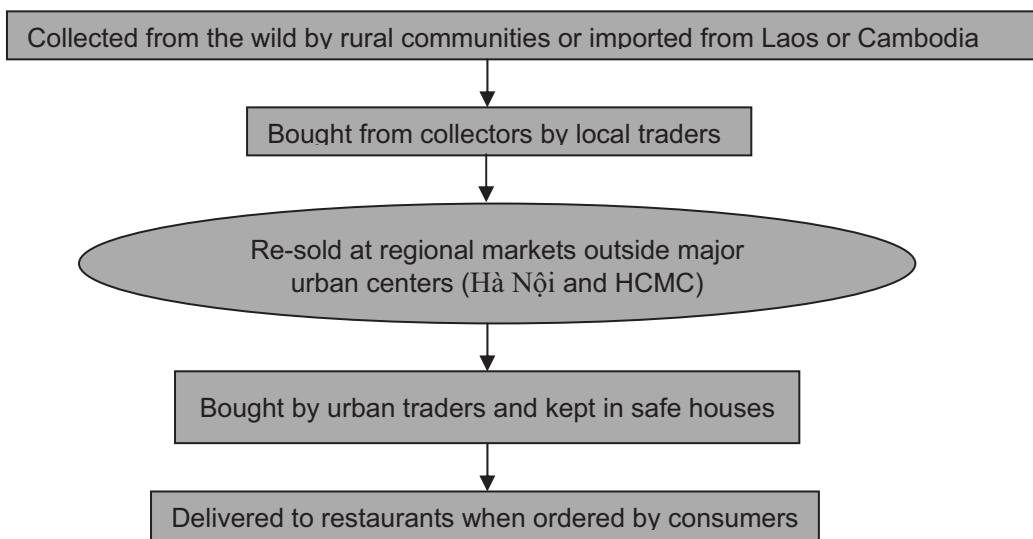 Collected from the wild by rural communities or imported from Laos or Cambodia
Bought from collectors by local traders
Re-sold at regional markets outside major
urban centers (Hà Nội and HCMC)
Bought by urban traders and kept in safe houses
Delivered to restaurants when ordered by consumers